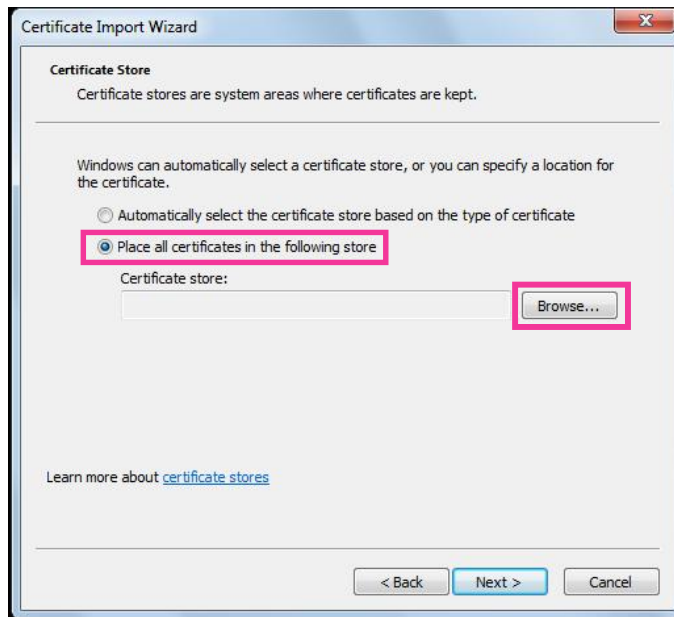 Certificate Import Wizard
Certificate Store
Certificate stores are system areas where certificates are kept.
Windows can automatically select a certificate store, or you can specify a location for
the certificate.
Automatically select the certificate store based on the type of certificate
Place all certificates in the following store
Certificate store:
Browse...
Learn more about certificate stores
< Back Next > Cancel